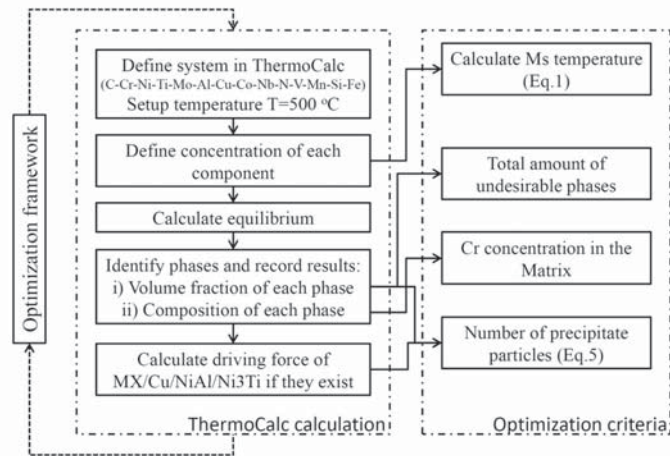 Optimization framework
Define system in ThermoCalc
(C-Cr-Ni-Ti-Mo-Al-Cu-Co-Nb-N-V-Mn-Si-Fe)
Setup temperature T=500 °C
Define concentration of each
component
Calculate equilibrium
Identify phases and record results:
i) Volume fraction of each phase
ii) Composition of each phase
Calculate driving force of
MX/Cu/NiAl/Ni3Ti if they exist
ThermoCalc calculation
Calculate Ms temperature
(Eq.1)
Total amount of
undesirable phases
Cr concentration in the
Matrix
Number of precipitate
particles (Eq.5)
Optimization criteria